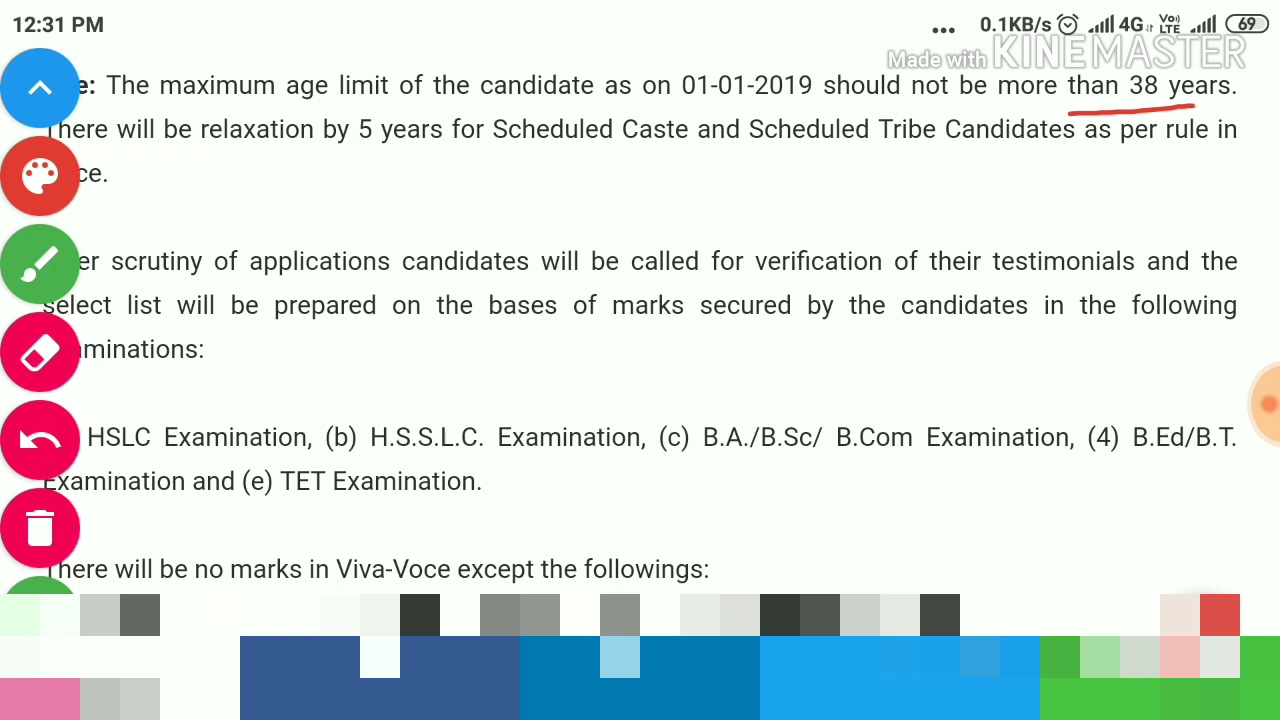 12:31 PM ... 0.1KB/s 4G VoLTE 69
Made with KINEMASTER
e: The maximum age limit of the candidate as on 01-01-2019 should not be more than 38 years.
There will be relaxation by 5 years for Scheduled Caste and Scheduled Tribe Candidates as per rule in
ce.
er scrutiny of applications candidates will be called for verification of their testimonials and the
select list will be prepared on the bases of marks secured by the candidates in the following
aminations:
HSLC Examination, (b) H.S.S.L.C. Examination, (c) B.A./B.Sc/ B.Com Examination, (4) B.Ed/B.T.
Examination and (e) TET Examination.
There will be no marks in Viva-Voce except the followings: